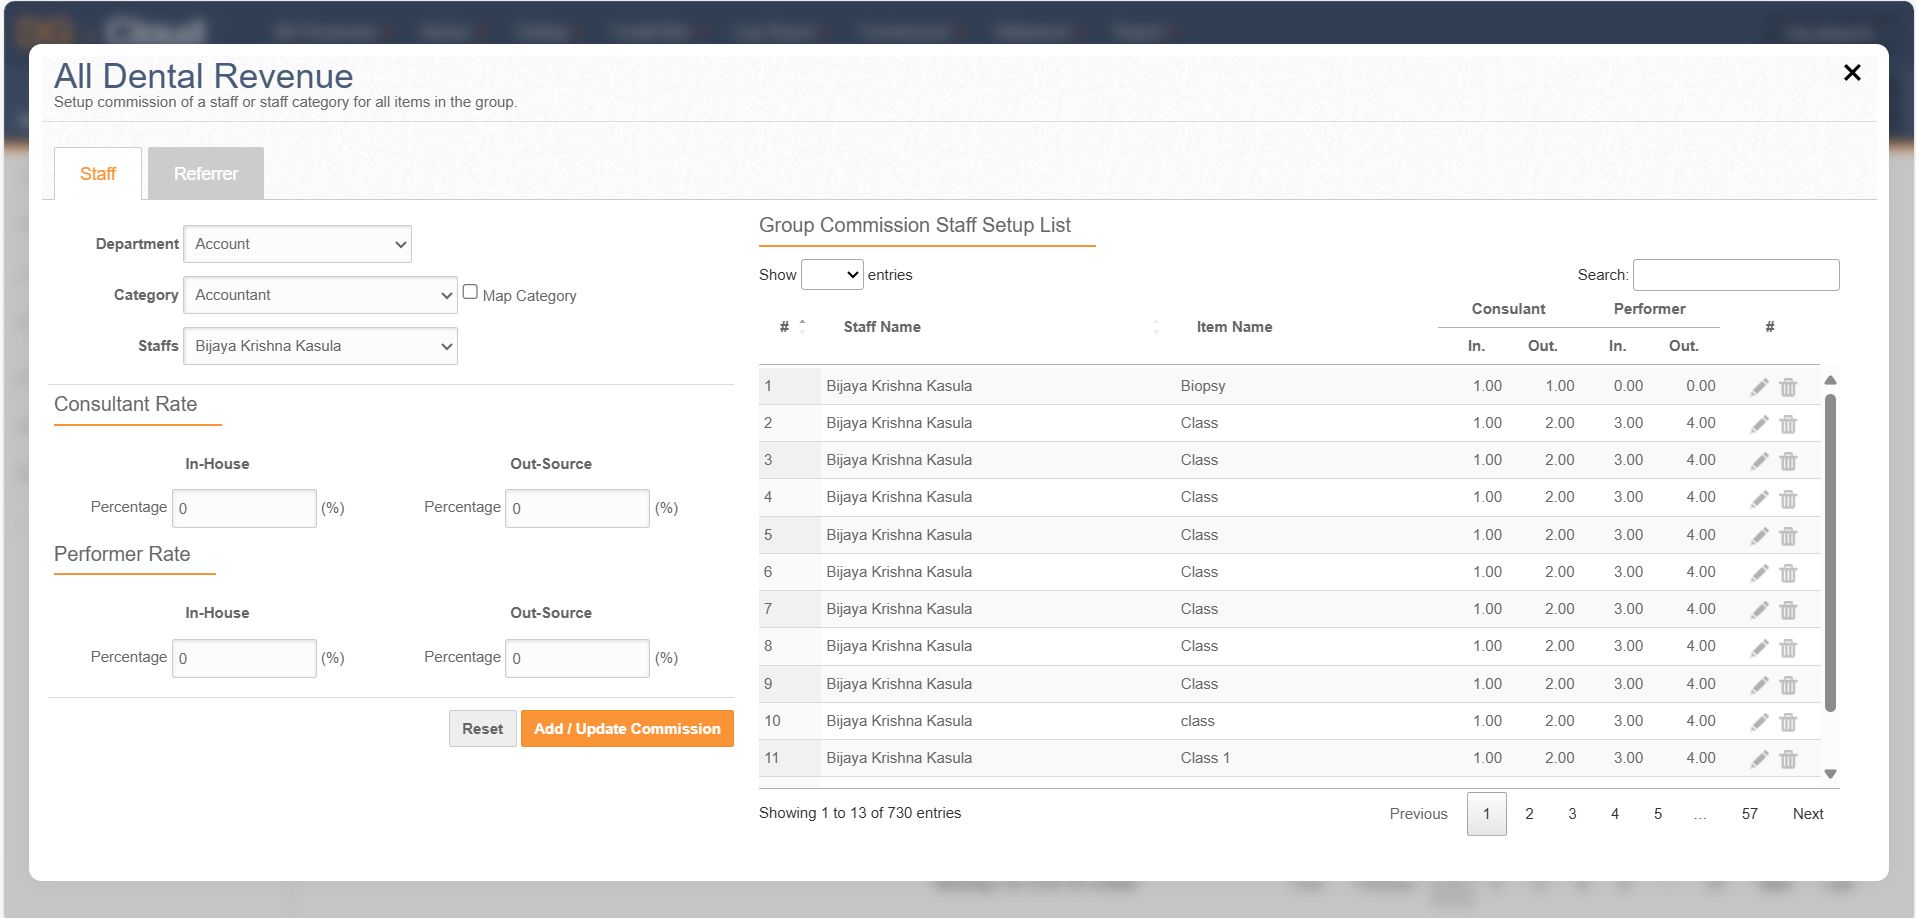 All Dental Revenue
Setup commission of a staff or staff category for all items in the group.
Staff
Referrer
Department Account
Category Accountant Map Category
Staffs Bijaya Krishna Kasula
Consultant Rate
In-House Out-Source
Percentage 0 (%) Percentage 0 (%)
Performer Rate
In-House Out-Source
Percentage 0 (%) Percentage 0 (%)
Reset Add / Update Commission
Group Commission Staff Setup List
Show entries Search:
Consulant Performer
# Staff Name Item Name #
In. Out. In. Out.
1 Bijaya Krishna Kasula Biopsy 1.00 1.00 0.00 0.00
2 Bijaya Krishna Kasula Class 1.00 2.00 3.00 4.00
3 Bijaya Krishna Kasula Class 1.00 2.00 3.00 4.00
4 Bijaya Krishna Kasula Class 1.00 2.00 3.00 4.00
5 Bijaya Krishna Kasula Class 1.00 2.00 3.00 4.00
6 Bijaya Krishna Kasula Class 1.00 2.00 3.00 4.00
7 Bijaya Krishna Kasula Class 1.00 2.00 3.00 4.00
8 Bijaya Krishna Kasula Class 1.00 2.00 3.00 4.00
9 Bijaya Krishna Kasula Class 1.00 2.00 3.00 4.00
10 Bijaya Krishna Kasula class 1.00 2.00 3.00 4.00
11 Bijaya Krishna Kasula Class 1 1.00 2.00 3.00 4.00
Showing 1 to 13 of 730 entries
Previous 1 2 3 4 5 … 57 Next